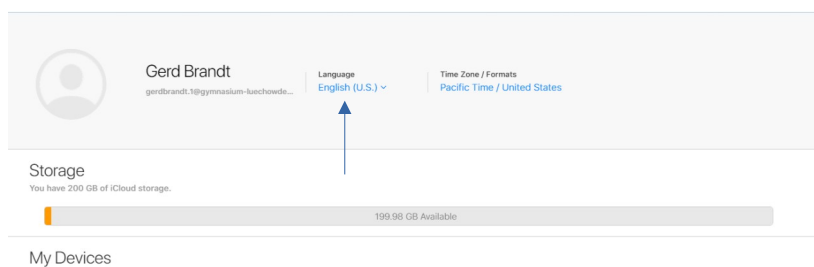 Gerd Brandt
gerdbrandt.1@gymnasium-luechowde...
Language
English (U.S.)
Time Zone / Formats
Pacific Time / United States
Storage
You have 200 GB of iCloud storage.
199.98 GB Available
My Devices